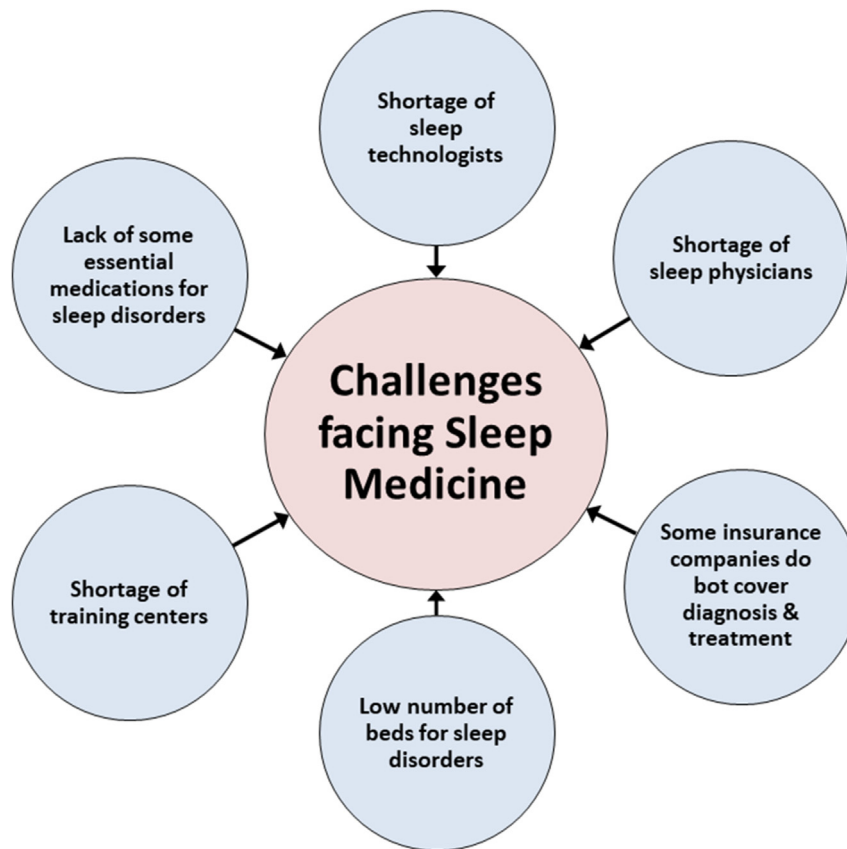 Shortage of
sleep
technologists
Shortage of
sleep physicians
Some insurance
companies do
bot cover
diagnosis &
treatment
Low number of
beds for sleep
disorders
Shortage of
training centers
Lack of some
essential
medications for
sleep disorders
Challenges
facing Sleep
Medicine